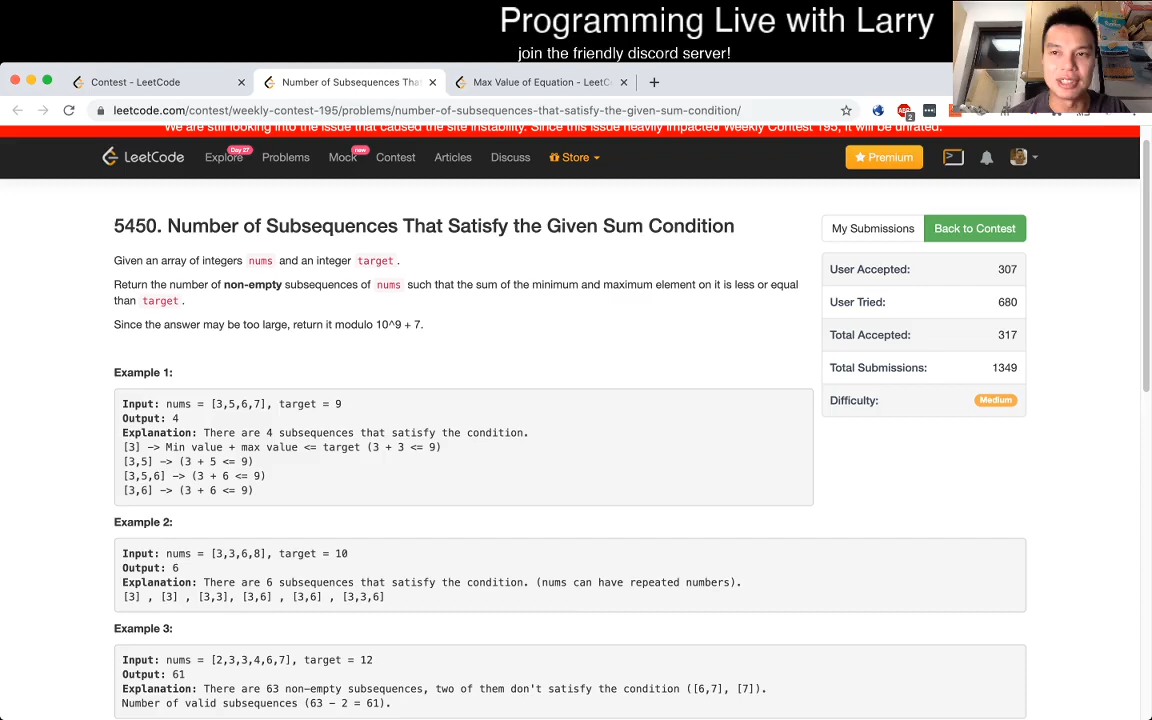 Programming Live with Larry
join the friendly discord server!
Contest - LeetCode
Number of Subsequences Tha
Max Value of Equation - LeetC
leetcode.com/contest/weekly-contest-195/problems/number-of-subsequences-that-satisfy-the-given-sum-condition/
ABP
2
We are still looking into the issue that caused the site instability. Since this issue heavily impacted Weekly Contest 195, it will be unrated.
LeetCode
Explore
Day 27
Problems
Mock
new
Contest
Articles
Discuss
Store
Premium
5450. Number of Subsequences That Satisfy the Given Sum Condition
My Submissions
Back to Contest
Given an array of integers nums and an integer target .
Return the number of non-empty subsequences of nums such that the sum of the minimum and maximum element on it is less or equal
than target .
Since the answer may be too large, return it modulo 10^9 + 7.
User Accepted: 307
User Tried: 680
Total Accepted: 317
Total Submissions: 1349
Difficulty: Medium
Example 1:
Input: nums = [3,5,6,7], target = 9
Output: 4
Explanation: There are 4 subsequences that satisfy the condition.
[3] -> Min value + max value <= target (3 + 3 <= 9)
[3,5] -> (3 + 5 <= 9)
[3,5,6] -> (3 + 6 <= 9)
[3,6] -> (3 + 6 <= 9)
Example 2:
Input: nums = [3,3,6,8], target = 10
Output: 6
Explanation: There are 6 subsequences that satisfy the condition. (nums can have repeated numbers).
[3] , [3] , [3,3], [3,6] , [3,6] , [3,3,6]
Example 3:
Input: nums = [2,3,3,4,6,7], target = 12
Output: 61
Explanation: There are 63 non-empty subsequences, two of them don't satisfy the condition ([6,7], [7]).
Number of valid subsequences (63 - 2 = 61).